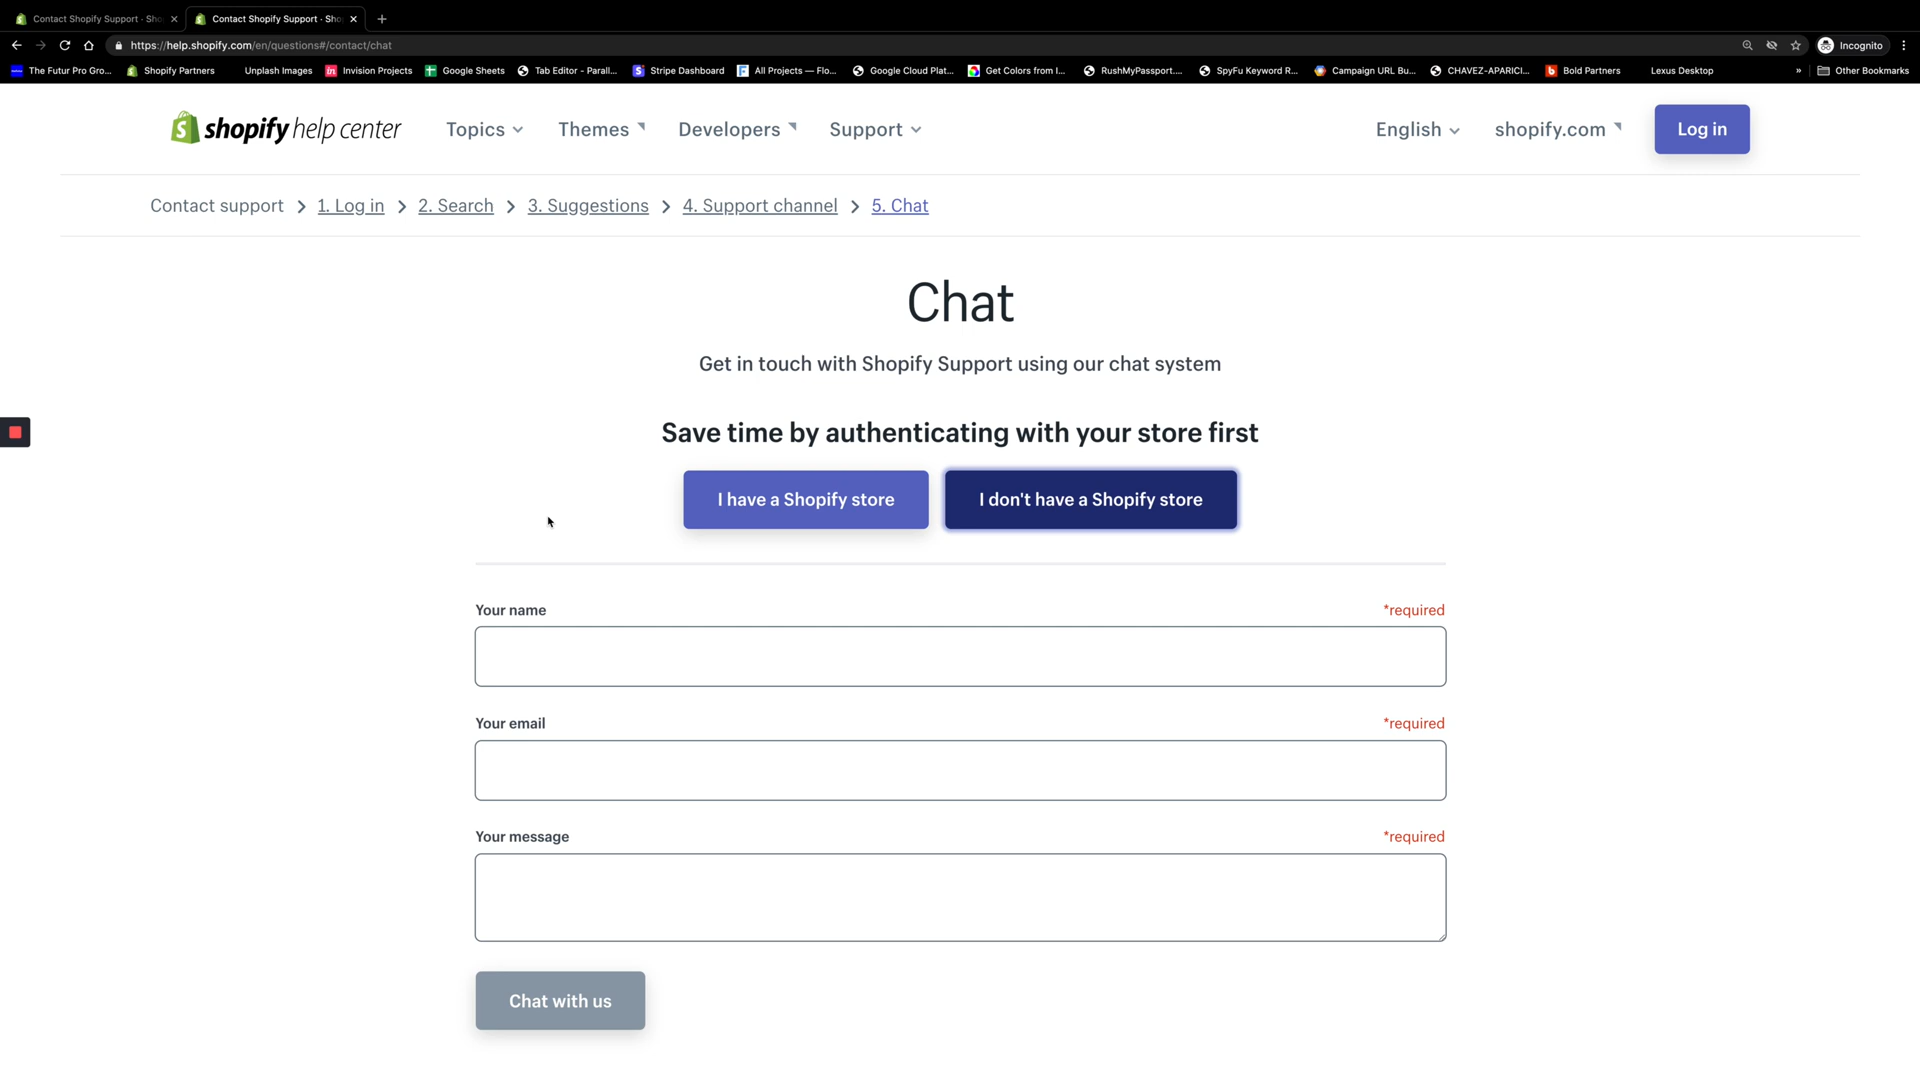 Contact Shopify Support · Sho
Contact Shopify Support · Sho
https://help.shopify.com/en/questions#/contact/chat
Incognito
The Futur Pro Gro...
Shopify Partners
Unplash Images
Invision Projects
Google Sheets
Tab Editor - Parall...
Stripe Dashboard
All Projects — Flo...
Google Cloud Plat...
Get Colors from I...
RushMyPassport....
SpyFu Keyword R...
Campaign URL Bu...
CHAVEZ-APARICI...
Bold Partners
Lexus Desktop
»
Other Bookmarks
shopify help center
Topics
Themes
Developers
Support
English
shopify.com
Log in
Contact support
1. Log in
2. Search
3. Suggestions
4. Support channel
5. Chat
Chat
Get in touch with Shopify Support using our chat system
Save time by authenticating with your store first
I have a Shopify store
I don't have a Shopify store
Your name *required
Your email *required
Your message *required
Chat with us